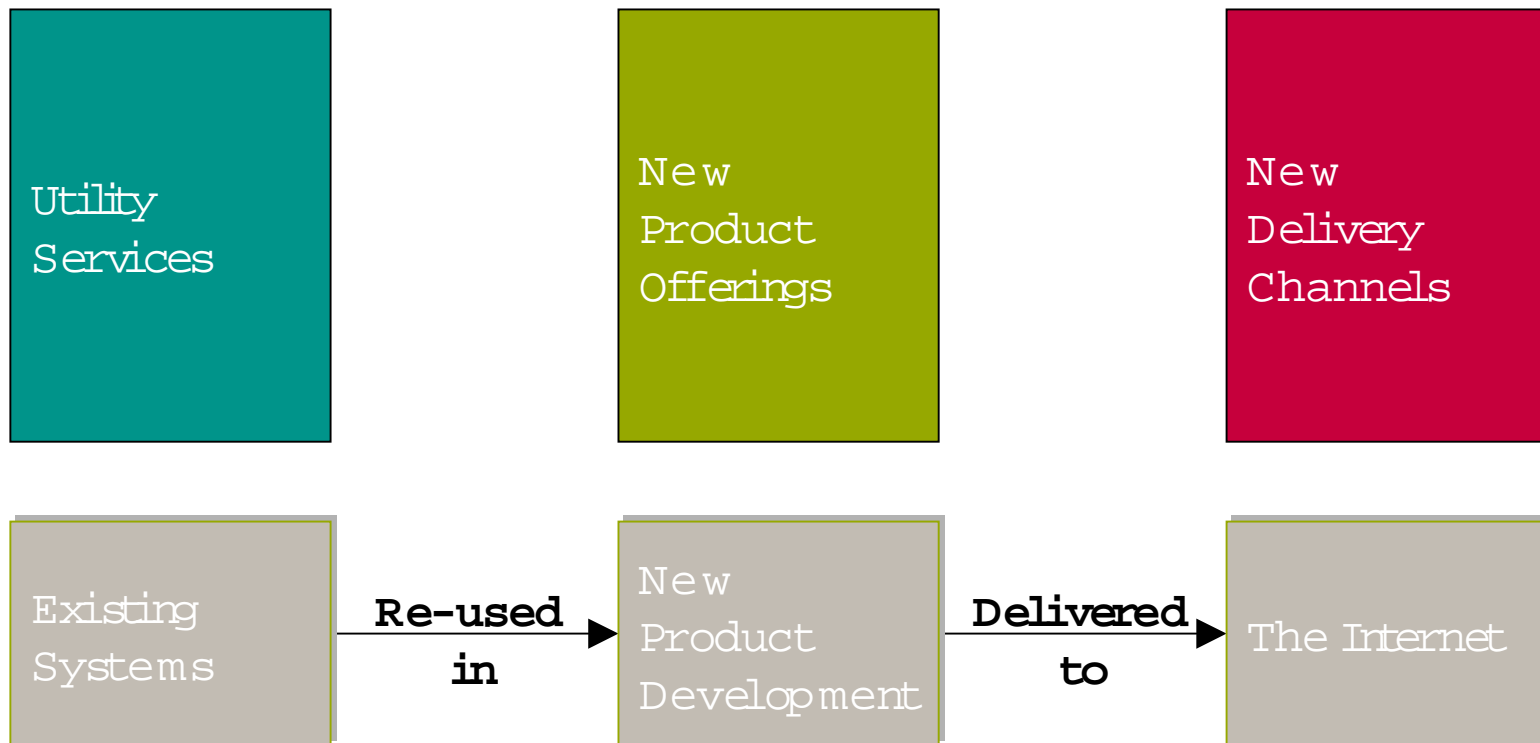 Utility
Services
New
Product
Offerings
New
Delivery
Channels
Existing
Systems
Re-used
in
New
Product
Development
Delivered
to
The Internet